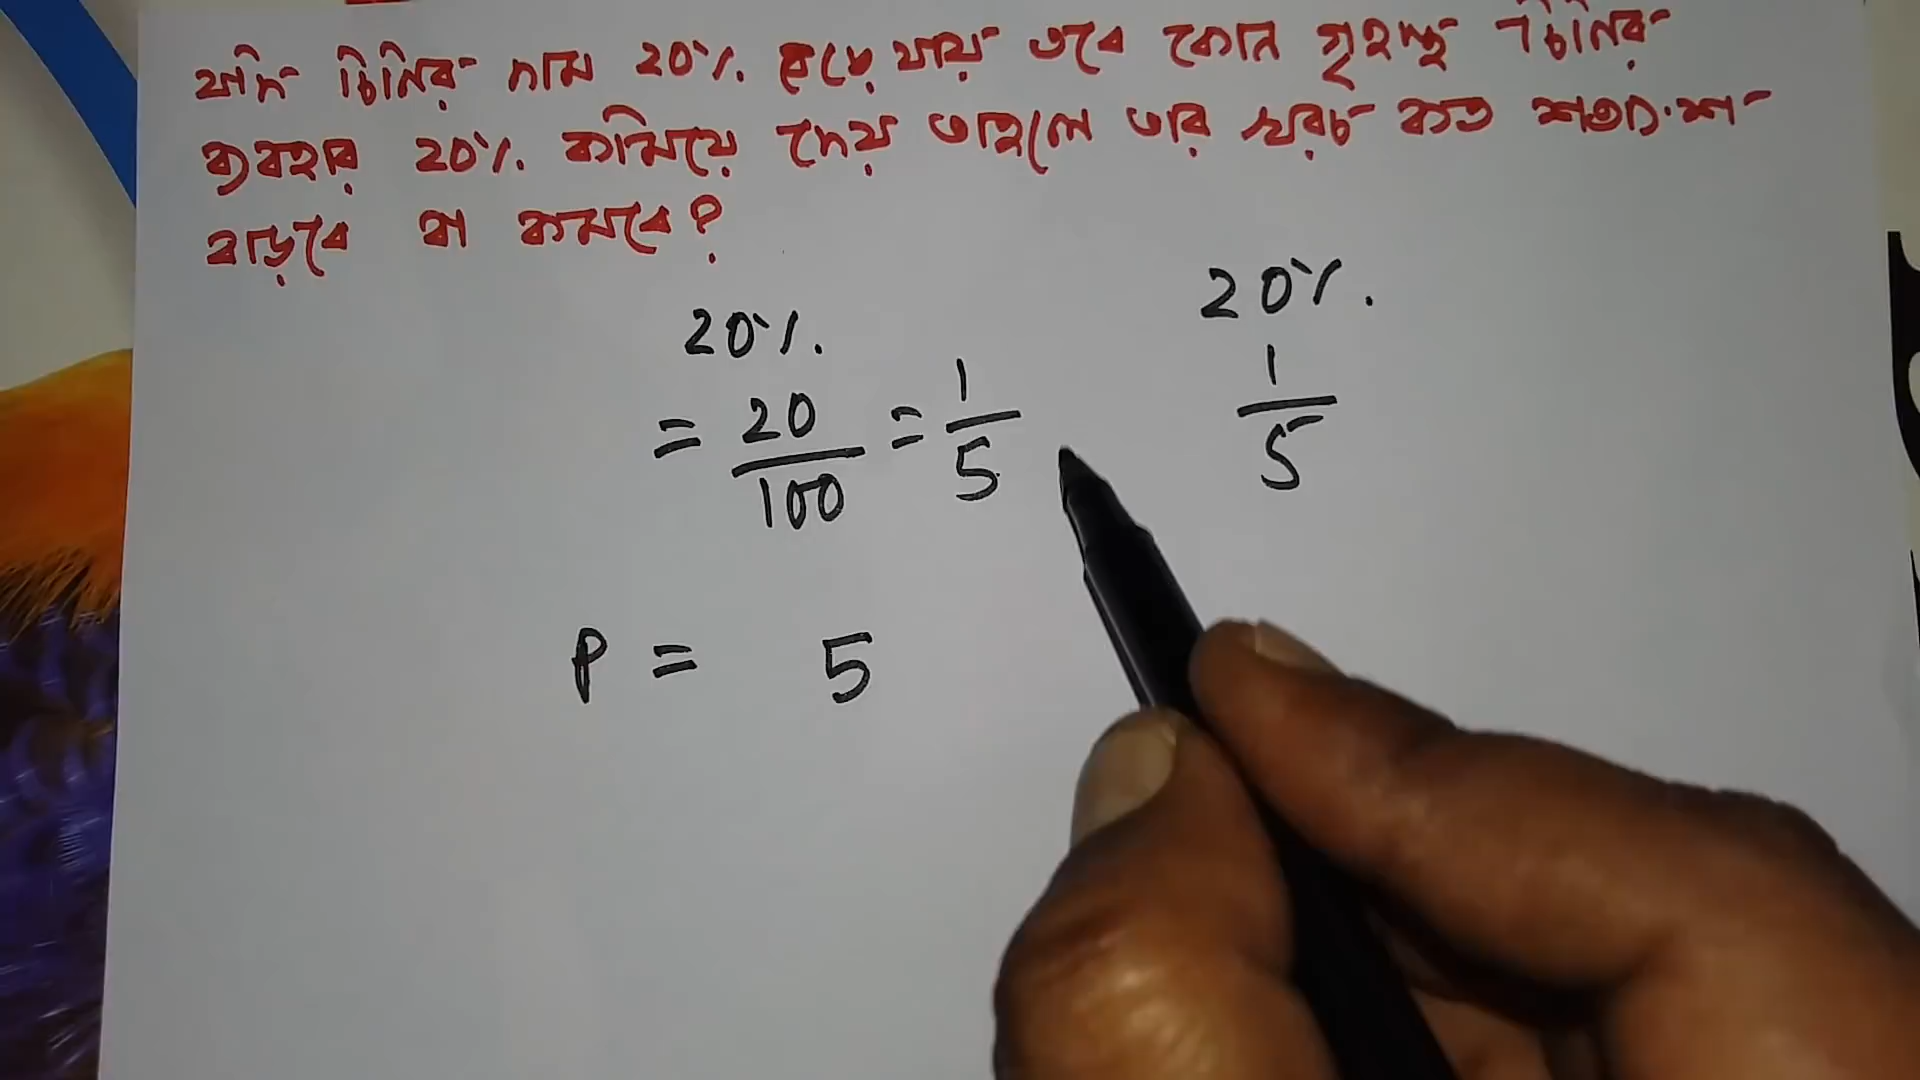 যদি চিনির দাম 20%. বেড়ে যায় তবে কোন গৃহস্থ চিনির
ব্যবহার 20%. কমিয়ে দেয় তাহলে তার খরচ কত শতাংশ
বাড়বে বা কমবে?
20%.
20%.
= 20/100 = 1/5
1/5
P = 5